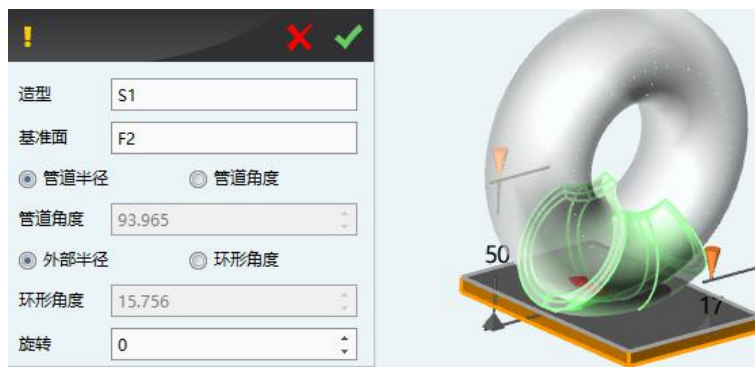 造型 S1
基准面 F2
管道半径 管道角度
管道角度 93.965
外部半径 环形角度
环形角度 15.756
旋转 0
50
17